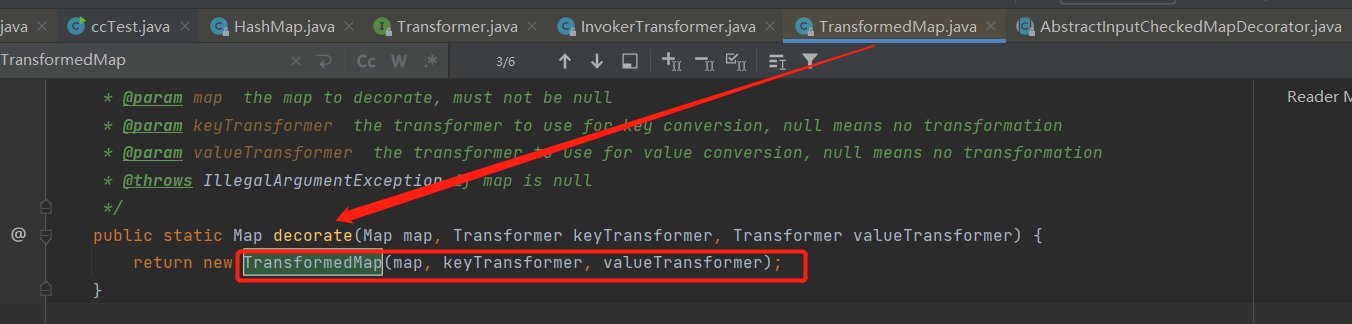 java ccTest.java HashMap.java Transformer.java InvokerTransformer.java TransformedMap.java AbstractInputCheckedMapDecorator.java
TransformedMap Cc W .* 3/6
* @param map the map to decorate, must not be null Reader M
* @param keyTransformer the transformer to use for key conversion, null means no transformation
* @param valueTransformer the transformer to use for value conversion, null means no transformation
* @throws IllegalArgumentException if map is null
*/
@ public static Map decorate(Map map, Transformer keyTransformer, Transformer valueTransformer) {
return new TransformedMap(map, keyTransformer, valueTransformer);
}